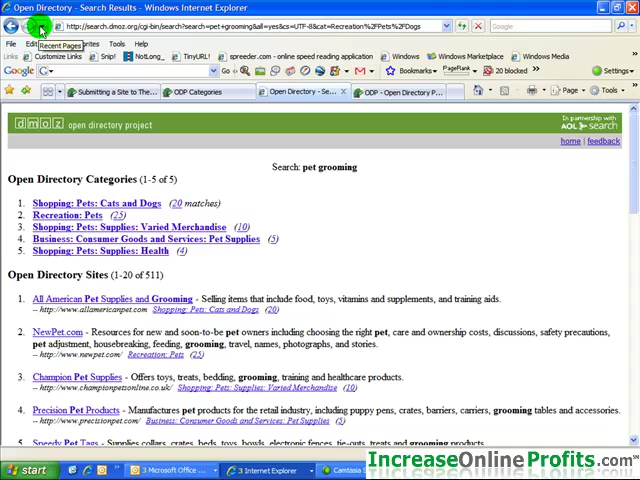 Open Directory - Search Results - Windows Internet Explorer
http://search.dmoz.org/cgi-bin/search?search=pet+grooming&all=yes&cs=UTF-8&cat=Recreation%2FPets%2FDogs
Google
File Edit
Recent Pages
Tools Help
Links Customize Links Snip! NotLong_ TinyURL! spreeder.com - online speed reading application Windows Windows Marketplace Windows Media
Google Go Bookmarks PageRank 20 blocked Settings
Submitting a Site to The... ODP Categories Open Directory - Se... ODP - Open Directory P... Page Tools
dmoz open directory project
In partnership with
AOL search
home | feedback
Search: pet grooming
Open Directory Categories (1-5 of 5)
1. Shopping: Pets: Cats and Dogs (20 matches)
2. Recreation: Pets (25)
3. Shopping: Pets: Supplies: Varied Merchandise (10)
4. Business: Consumer Goods and Services: Pet Supplies (5)
5. Shopping: Pets: Supplies: Health (4)
Open Directory Sites (1-20 of 511)
1. All American Pet Supplies and Grooming - Selling items that include food, toys, vitamins and supplements, and training aids.
-- http://www.allamericanpet.com Shopping: Pets: Cats and Dogs (20)
2. NewPet.com - Resources for new and soon-to-be pet owners including choosing the right pet, care and ownership costs, discussions, safety precautions,
pet adjustment, housebreaking, feeding, grooming, travel, names, photographs, and stories.
-- http://www.newpet.com/ Recreation: Pets (25)
3. Champion Pet Supplies - Offers toys, treats, bedding, grooming, training and healthcare products.
-- http://www.championpetsonline.co.uk/ Shopping: Pets: Supplies: Varied Merchandise (10)
4. Precision Pet Products - Manufactures pet products for the retail industry, including puppy pens, crates, barriers, carriers, grooming tables and accessories.
-- http://www.precisionpet.com/ Business: Consumer Goods and Services: Pet Supplies (5)
5. Speedy Pet Tags - Supplies collars, crates, beds, toys, bowls, electronic fences, tie-outs, treats and grooming products.
start 3 Microsoft Office ... 3 Internet Explorer Camtasia S
IncreaseOnlineProfits.com℠